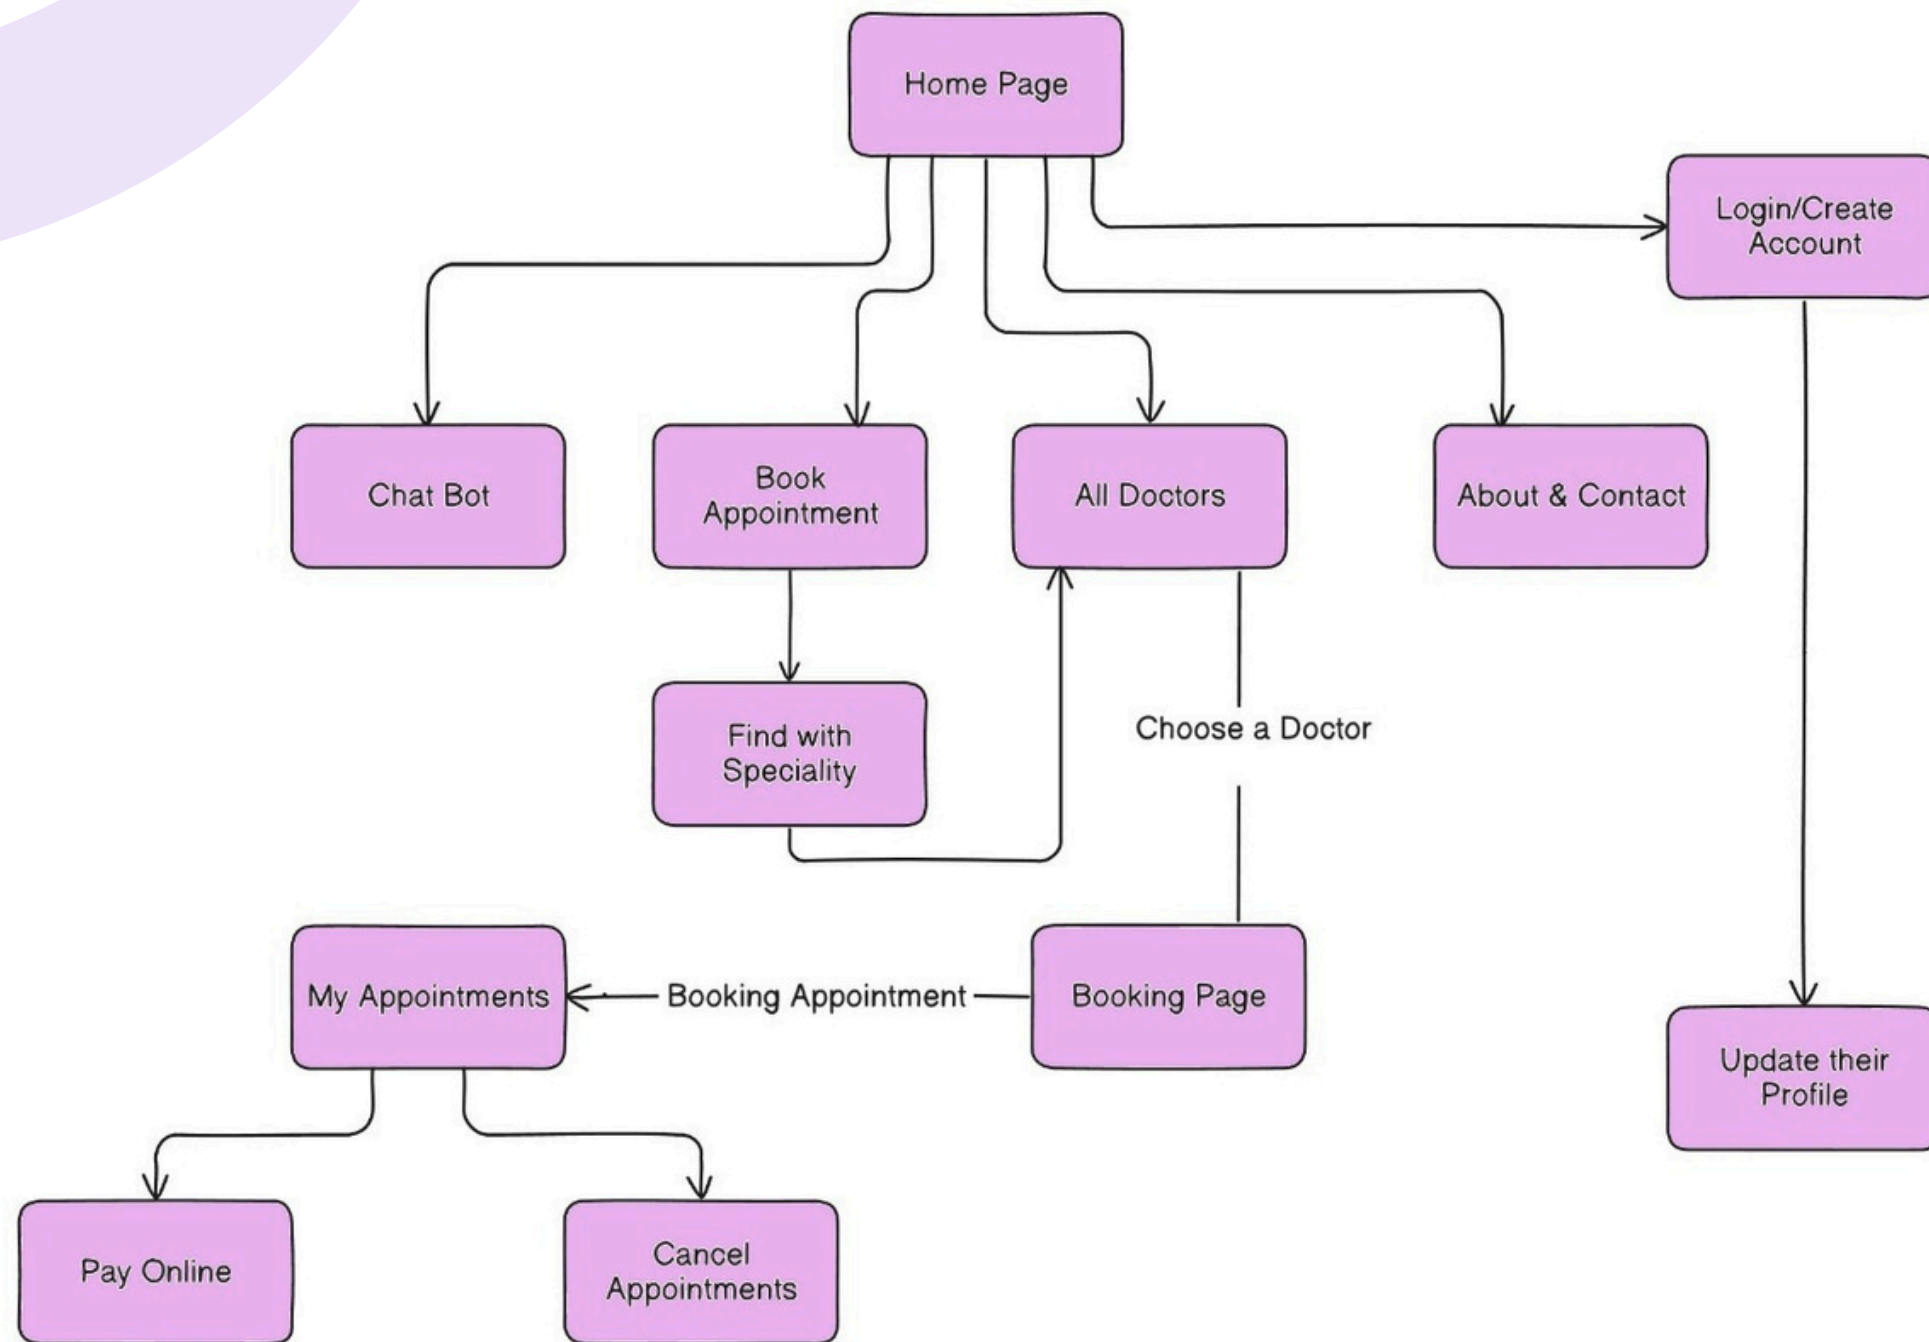 Home Page
Login/Create
Account
Chat Bot
Book
Appointment
All Doctors
About & Contact
Find with
Speciality
Choose a Doctor
My Appointments
Booking Appointment
Booking Page
Update their
Profile
Pay Online
Cancel
Appointments